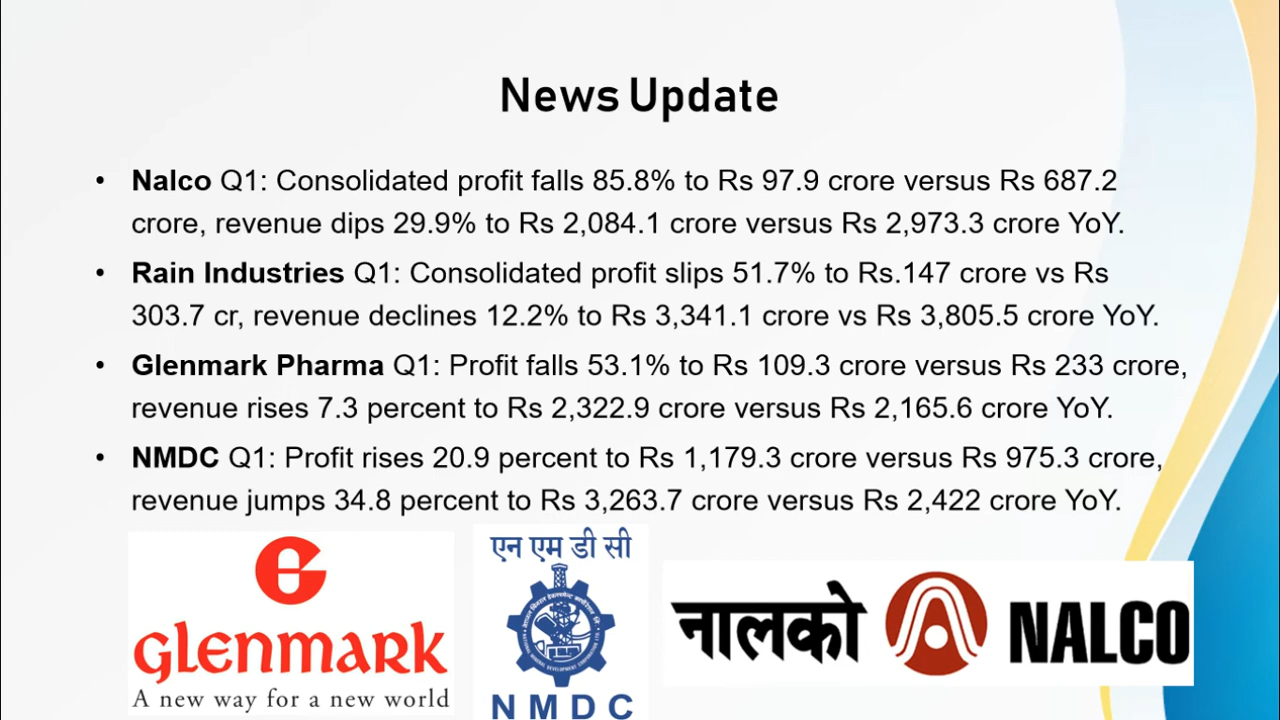 News Update
• Nalco Q1: Consolidated profit falls 85.8% to Rs 97.9 crore versus Rs 687.2
crore, revenue dips 29.9% to Rs 2,084.1 crore versus Rs 2,973.3 crore YoY.
• Rain Industries Q1: Consolidated profit slips 51.7% to Rs.147 crore vs Rs
303.7 cr, revenue declines 12.2% to Rs 3,341.1 crore vs Rs 3,805.5 crore YoY.
• Glenmark Pharma Q1: Profit falls 53.1% to Rs 109.3 crore versus Rs 233 crore,
revenue rises 7.3 percent to Rs 2,322.9 crore versus Rs 2,165.6 crore YoY.
• NMDC Q1: Profit rises 20.9 percent to Rs 1,179.3 crore versus Rs 975.3 crore,
revenue jumps 34.8 percent to Rs 3,263.7 crore versus Rs 2,422 crore YoY.
glenmark
A new way for a new world
एन एम डी सी
NMDC
नालको NALCO